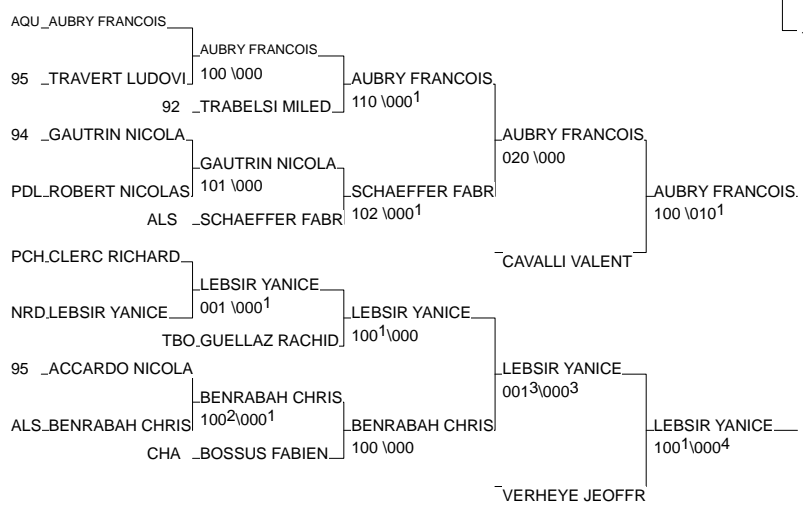 AQU AUBRY FRANCOIS
AUBRY FRANCOIS
100 \000
95 TRAVERT LUDOVI
AUBRY FRANCOIS
110 \000¹
92 TRABELSI MILED
94 GAUTRIN NICOLA
AUBRY FRANCOIS
020 \000
GAUTRIN NICOLA
101 \000
PDL ROBERT NICOLAS
SCHAEFFER FABR
102 \000¹
AUBRY FRANCOIS
100 \010¹
ALS SCHAEFFER FABR
PCH CLERC RICHARD
CAVALLI VALENT
LEBSIR YANICE
001 \000¹
NRD LEBSIR YANICE
LEBSIR YANICE
100¹\000
TBO GUELLAZ RACHID
95 ACCARDO NICOLA
LEBSIR YANICE
001³\000³
BENRABAH CHRIS
100²\000¹
ALS BENRABAH CHRIS
BENRABAH CHRIS
100 \000
LEBSIR YANICE
100¹\000⁴
CHA BOSSUS FABIEN
VERHEYE JEOFFR